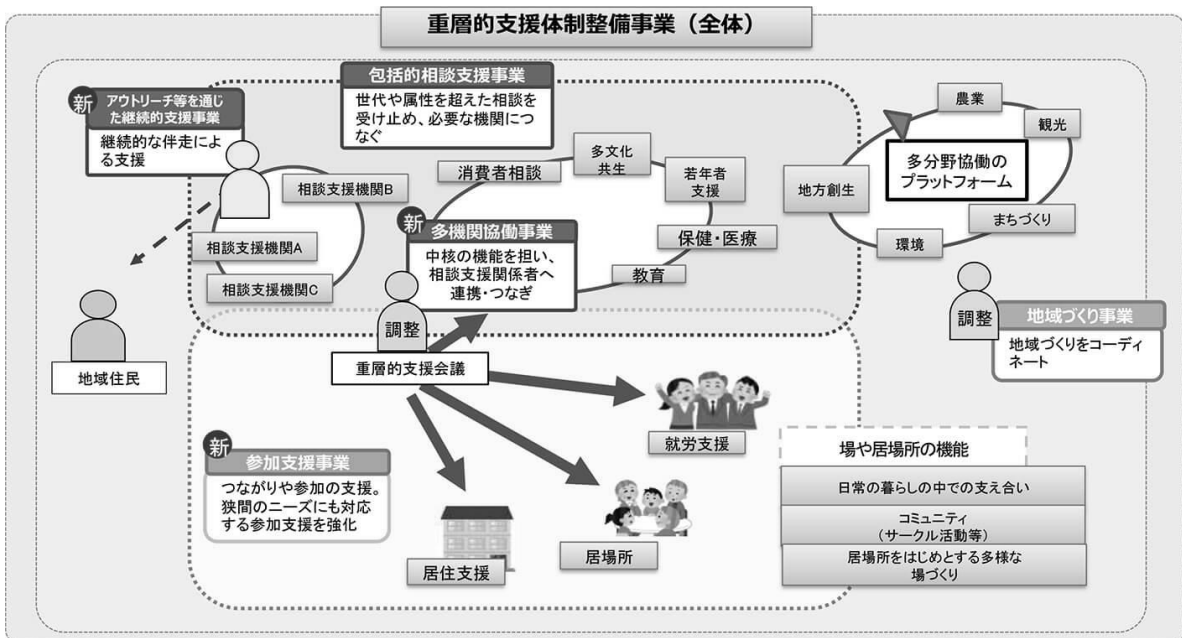 重層的支援体制整備事業（全体）
新
アウトリーチ等を通じ
た継続的支援事業
継続的な伴走によ
る支援
包括的相談支援事業
世代や属性を超えた相談を
受け止め、必要な機関につ
なぐ
相談支援機関B
相談支援機関A
相談支援機関C
消費者相談
多文化
共生
若年者
支援
保健・医療
教育
新
多機関協働事業
中核の機能を担い、
相談支援関係者へ
連携・つなぎ
調整
重層的支援会議
農業
観光
多分野協働の
プラットフォーム
地方創生
まちづくり
環境
調整
地域づくり事業
地域づくりをコーディ
ネート
地域住民
新
参加支援事業
つながりや参加の支援。
狭間のニーズにも対応
する参加支援を強化
就労支援
居場所
居住支援
場や居場所の機能
日常の暮らしの中での支え合い
コミュニティ
（サークル活動等）
居場所をはじめとする多様な
場づくり